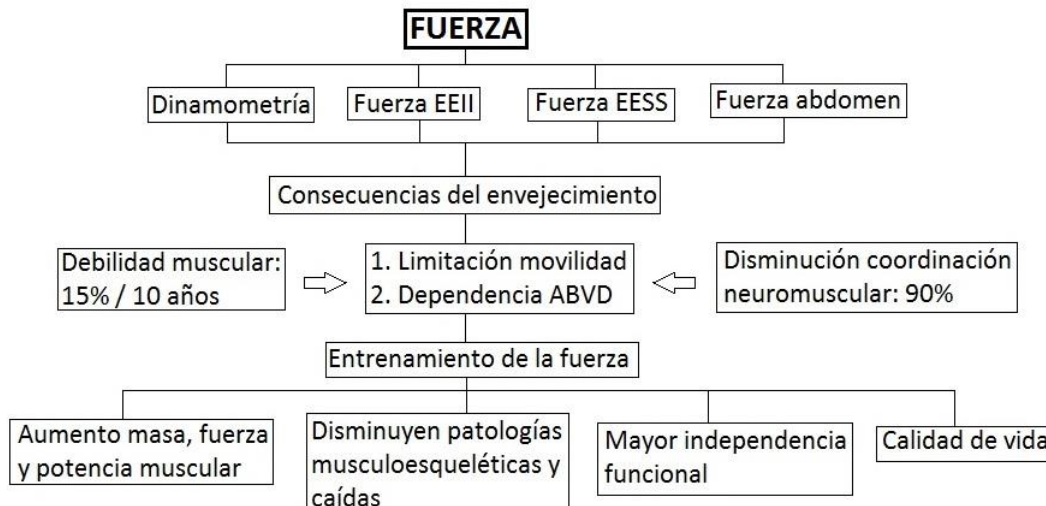 FUERZA
Dinamometría
Fuerza EEII
Fuerza EESS
Fuerza abdomen
Consecuencias del envejecimiento
Debilidad muscular:
15% / 10 años
1. Limitación movilidad
2. Dependencia ABVD
Disminución coordinación
neuromuscular: 90%
Entrenamiento de la fuerza
Aumento masa, fuerza
y potencia muscular
Disminuyen patologías
musculoesqueléticas y
caídas
Mayor independencia
funcional
Calidad de vida